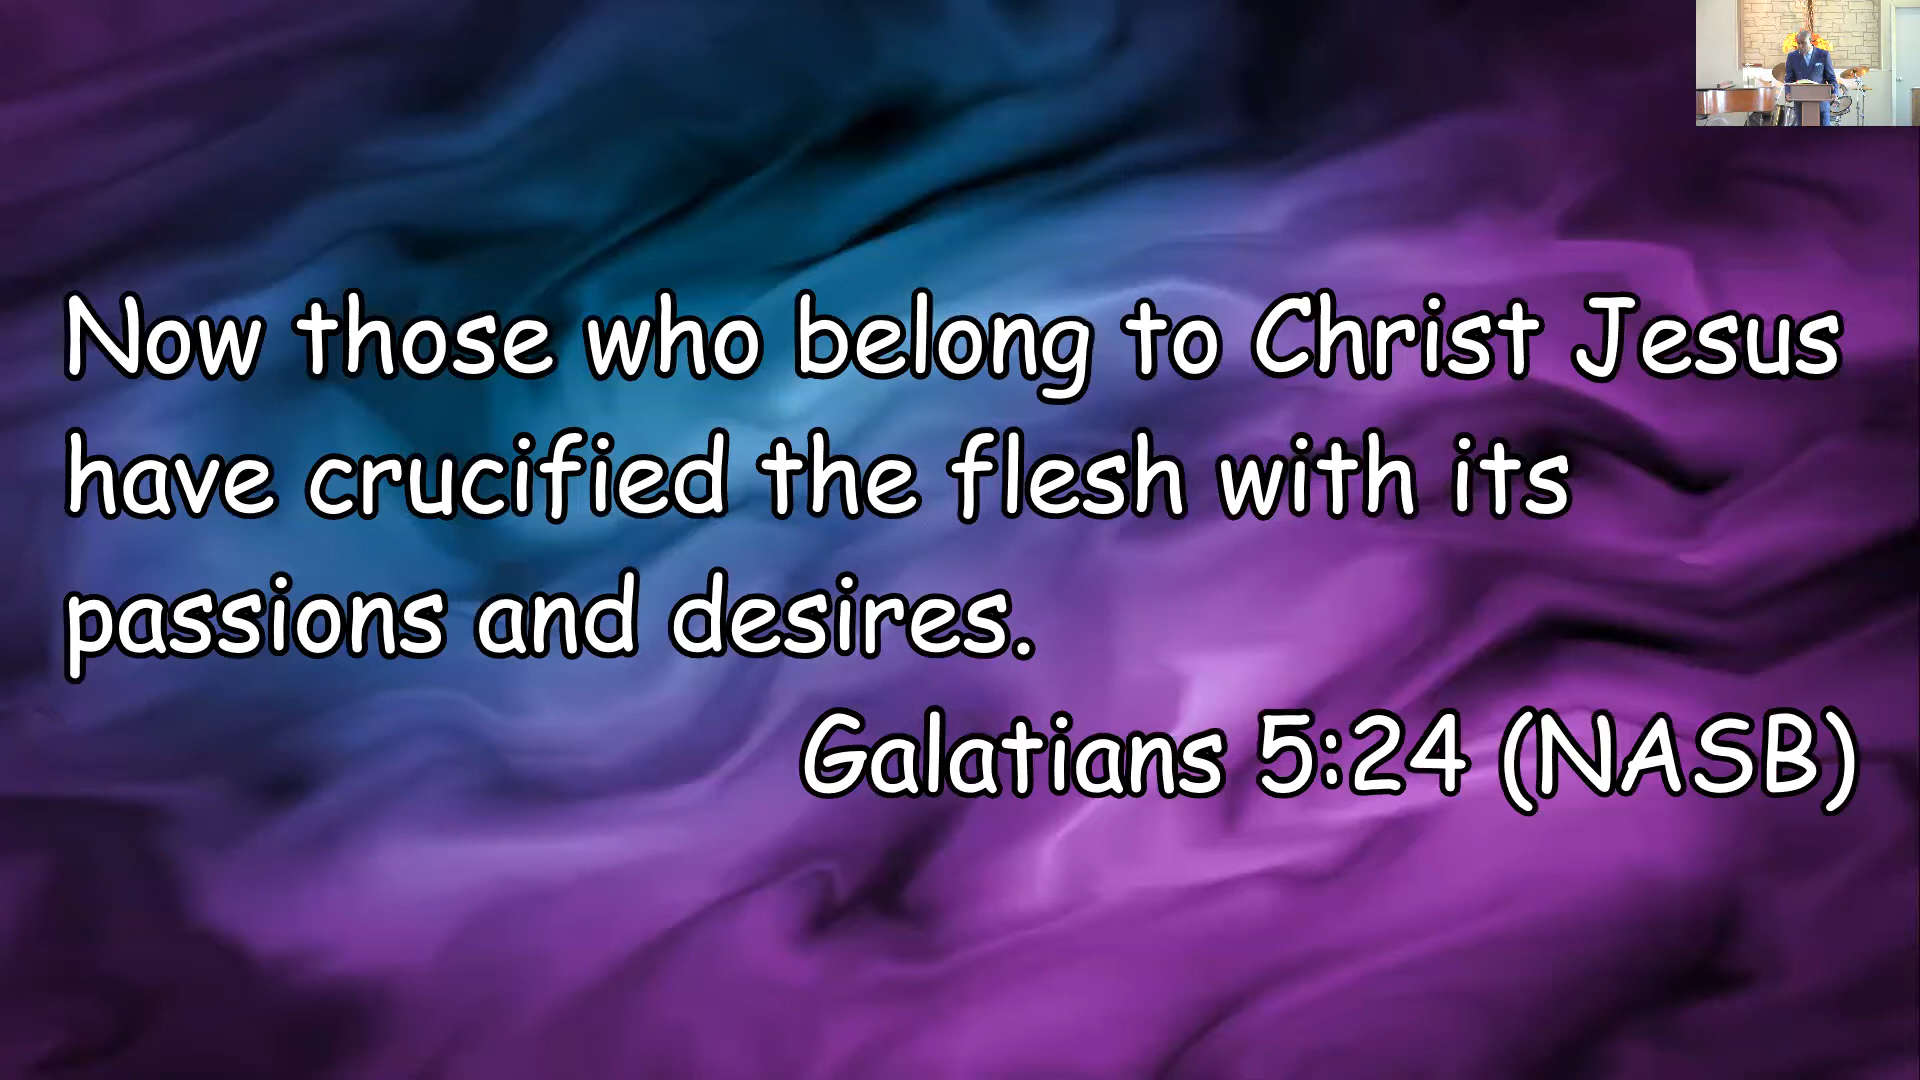 Now those who belong to Christ Jesus
have crucified the flesh with its
passions and desires.
Galatians 5:24 (NASB)